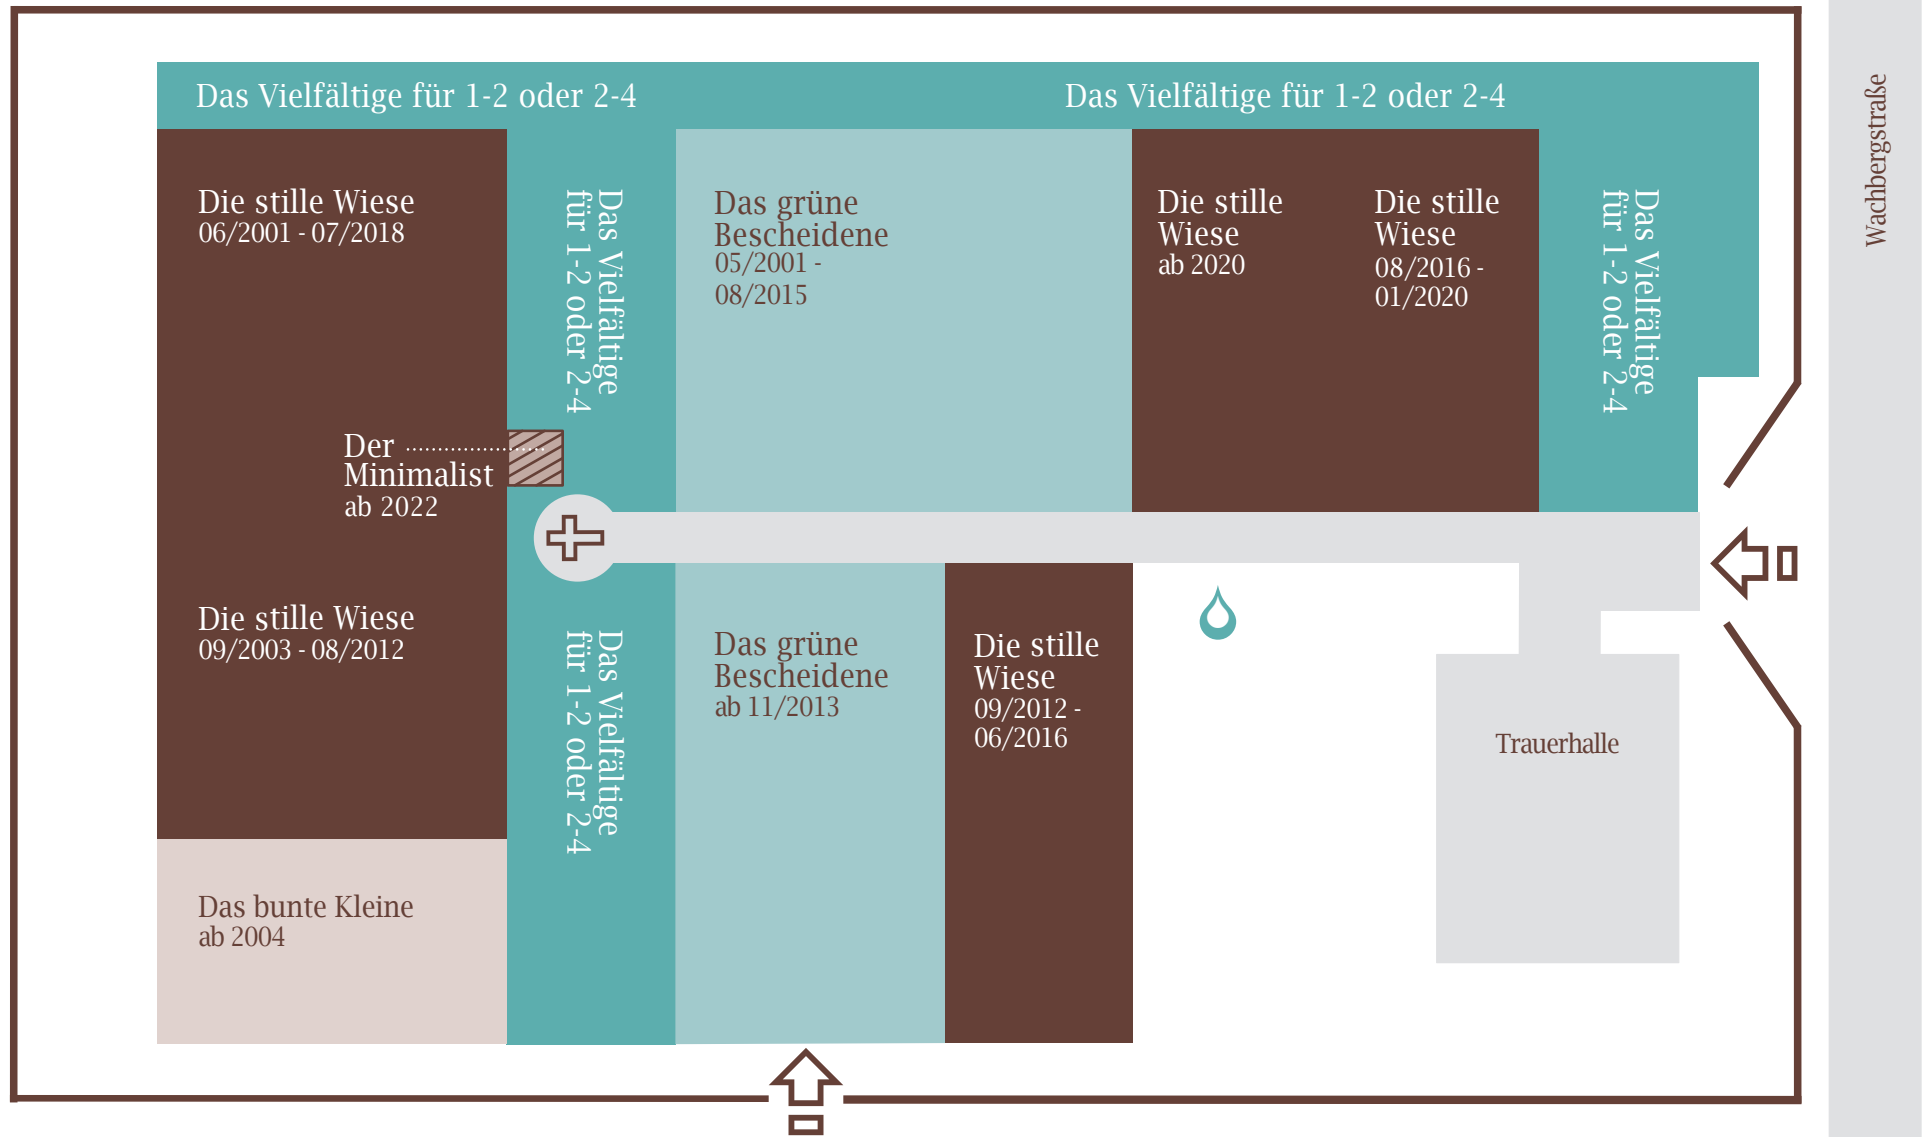 Das Vielfältige für 1-2 oder 2-4
Das Vielfältige für 1-2 oder 2-4
Wachbergstraße
Die stille Wiese
06/2001 - 07/2018
Das Vielfältige
für 1-2 oder 2-4
Das grüne
Bescheidene
05/2001 -
08/2015
Die stille
Wiese
ab 2020
Die stille
Wiese
08/2016 -
01/2020
Das Vielfältige
für 1-2 oder 2-4
Der
Minimalist
ab 2022
Die stille Wiese
09/2003 - 08/2012
Das Vielfältige
für 1-2 oder 2-4
Das grüne
Bescheidene
ab 11/2013
Die stille
Wiese
09/2012 -
06/2016
Trauerhalle
Das bunte Kleine
ab 2004